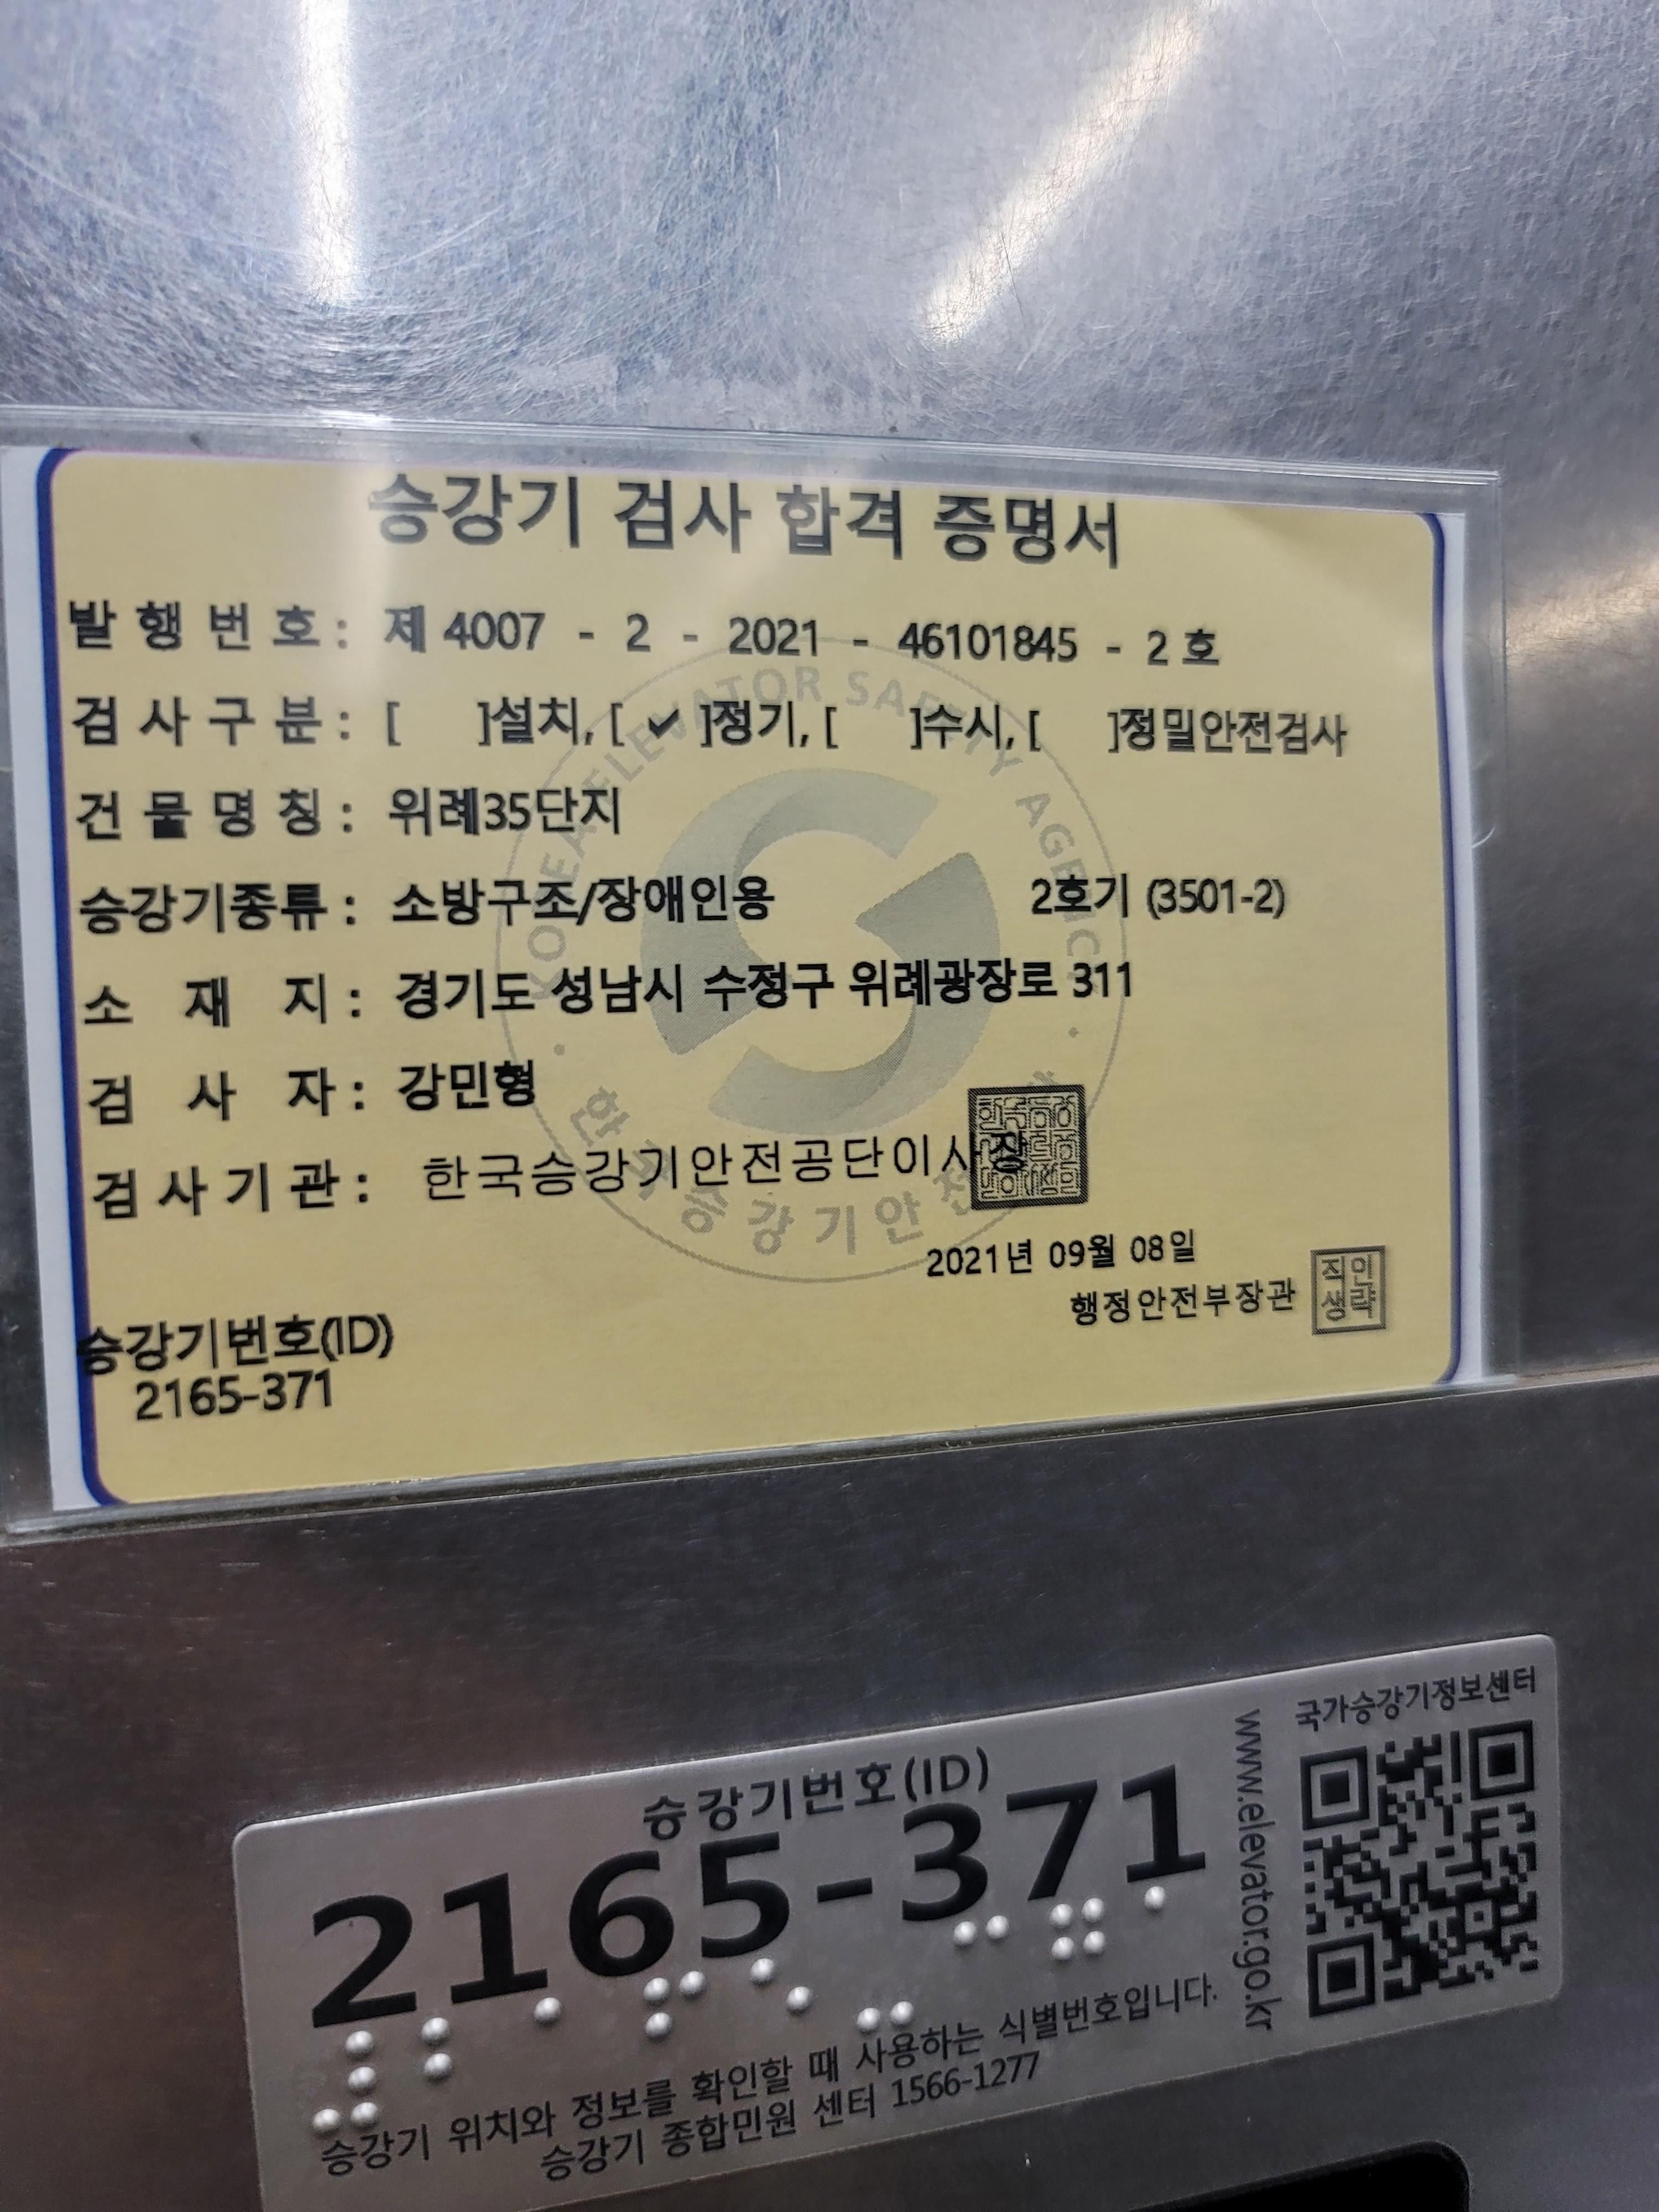 승강기 검사 합격 증명서
발행번호: 제 4007 - 2 - 2021 - 46101845 - 2 호
검사구분: [ ]설치, [ ✔ ]정기, [ ]수시, [ ]정밀안전검사
건물명칭: 위례35단지
승강기종류: 소방구조/장애인용 2호기 (3501-2)
소재지: 경기도 성남시 수정구 위례광장로 311
검사자: 강민형
검사기관: 한국승강기안전공단이사장
2021년 09월 08일
행정안전부장관
직인
생략
승강기번호(ID)
2165-371
KOREA ELEVATOR SAFETY AGENCY
승강기번호(ID)
2165-371
국가승강기정보센터
www.elevator.go.kr
승강기 위치와 정보를 확인할 때 사용하는 식별번호입니다.
승강기 종합민원 센터 1566-1277